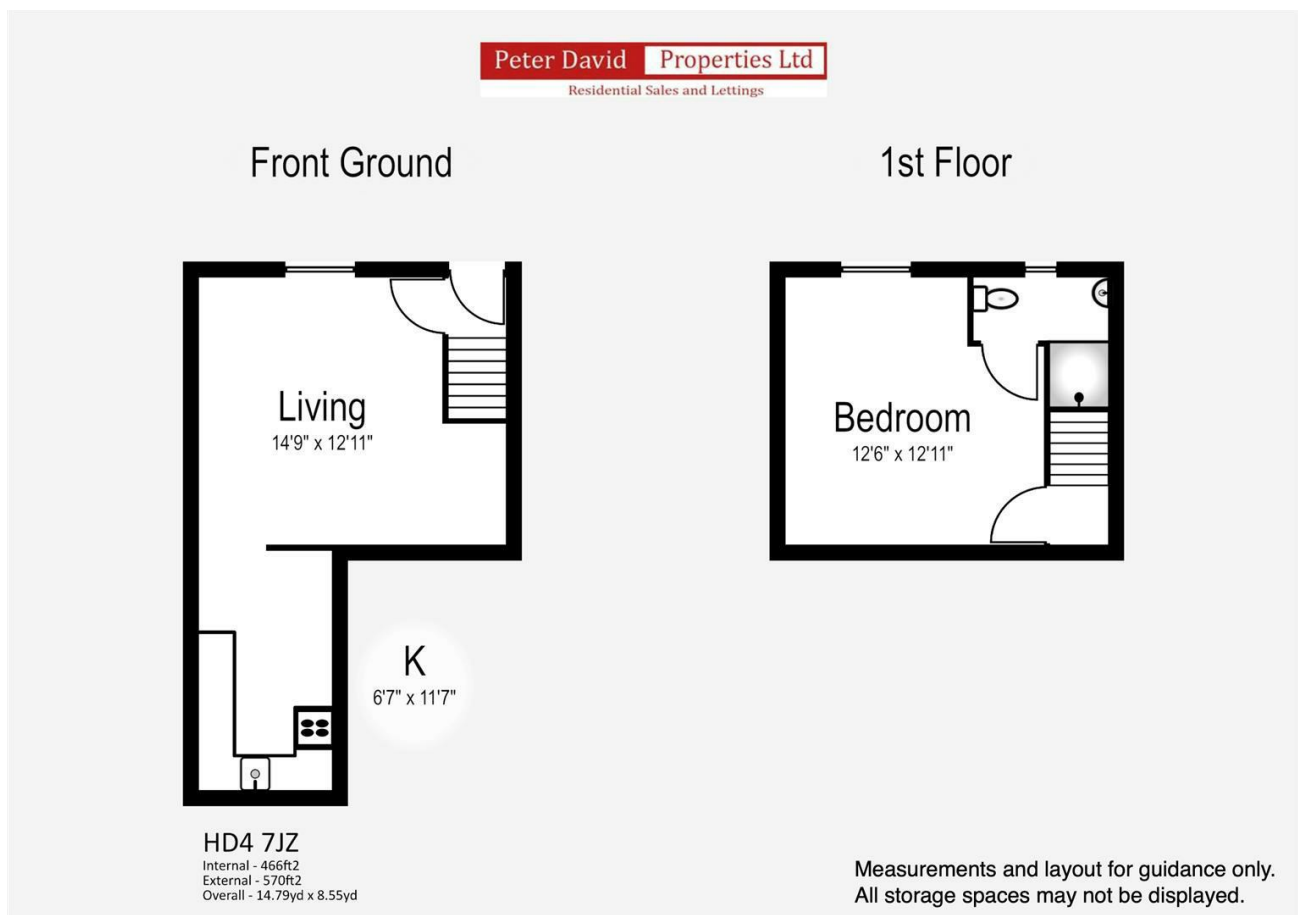 Peter David Properties Ltd
Residential Sales and Lettings
Front Ground
1st Floor
Living
14'9" x 12'11"
Bedroom
12'6" x 12'11"
K
6'7" x 11'7"
HD4 7JZ
Internal - 466ft2
External - 570ft2
Overall - 14.79yd x 8.55yd
Measurements and layout for guidance only.
All storage spaces may not be displayed.